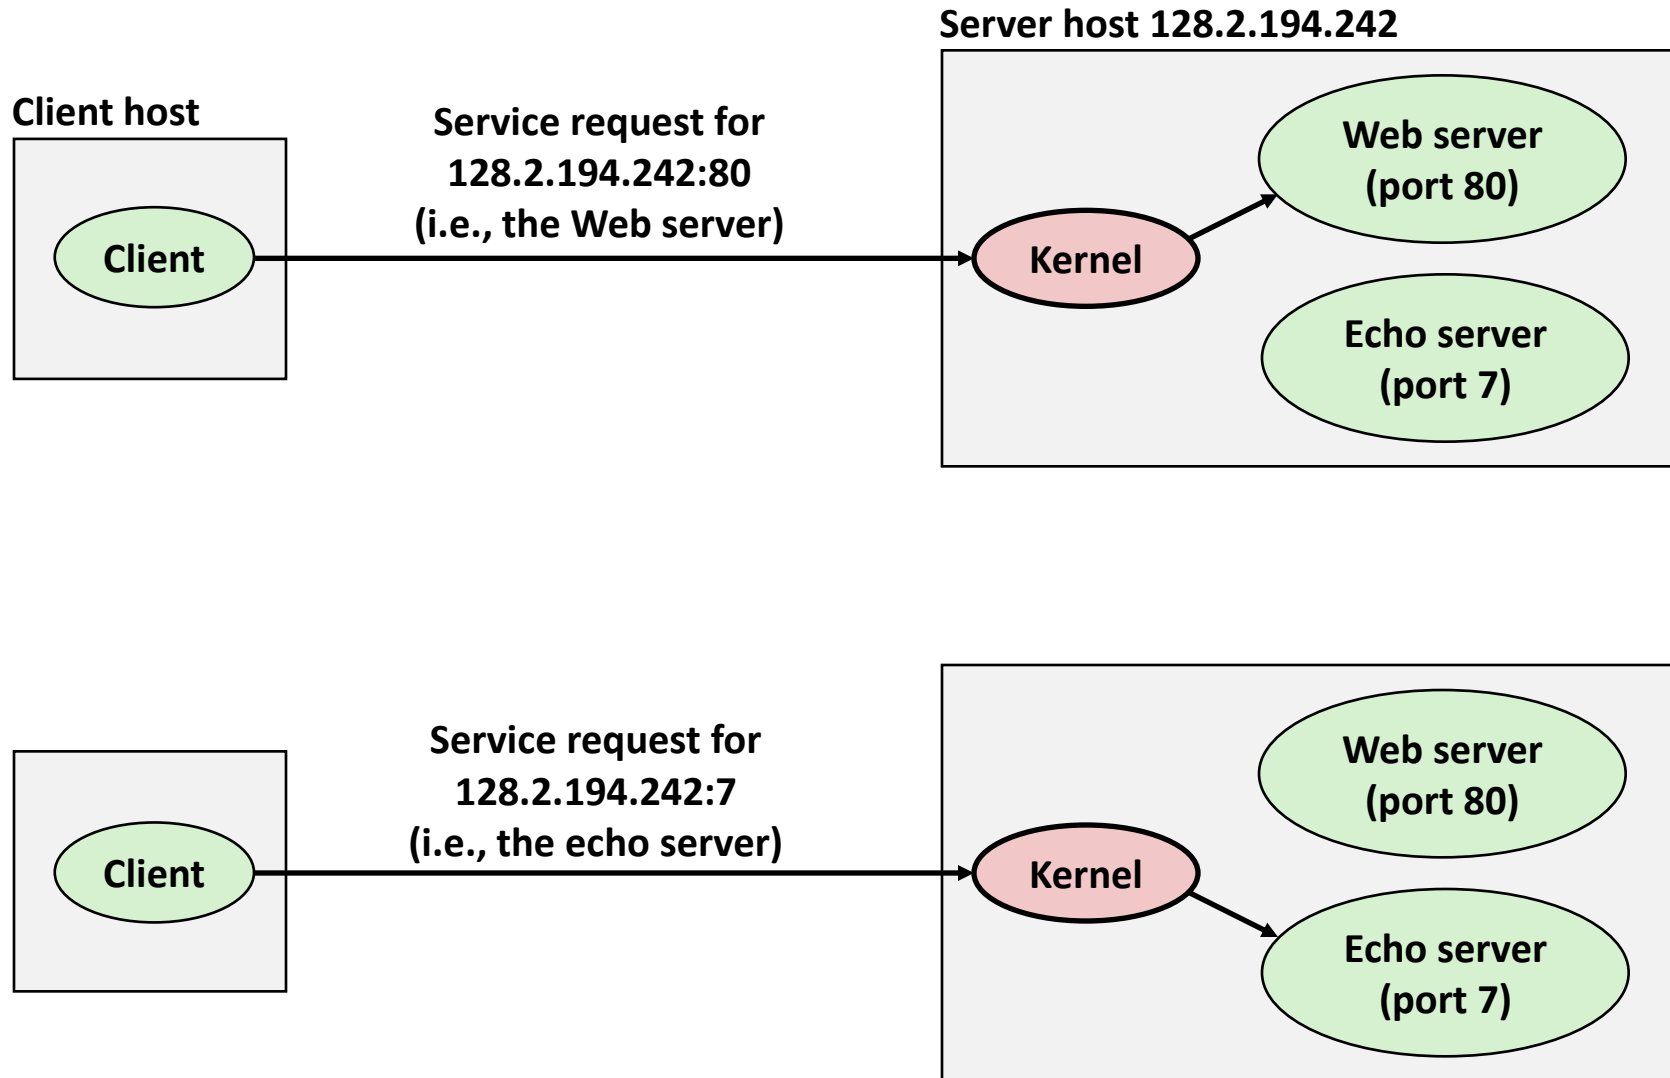 Server host 128.2.194.242
Client host
Service request for
128.2.194.242:80
(i.e., the Web server)
Client
Kernel
Web server
(port 80)
Echo server
(port 7)
Service request for
128.2.194.242:7
(i.e., the echo server)
Client
Kernel
Web server
(port 80)
Echo server
(port 7)